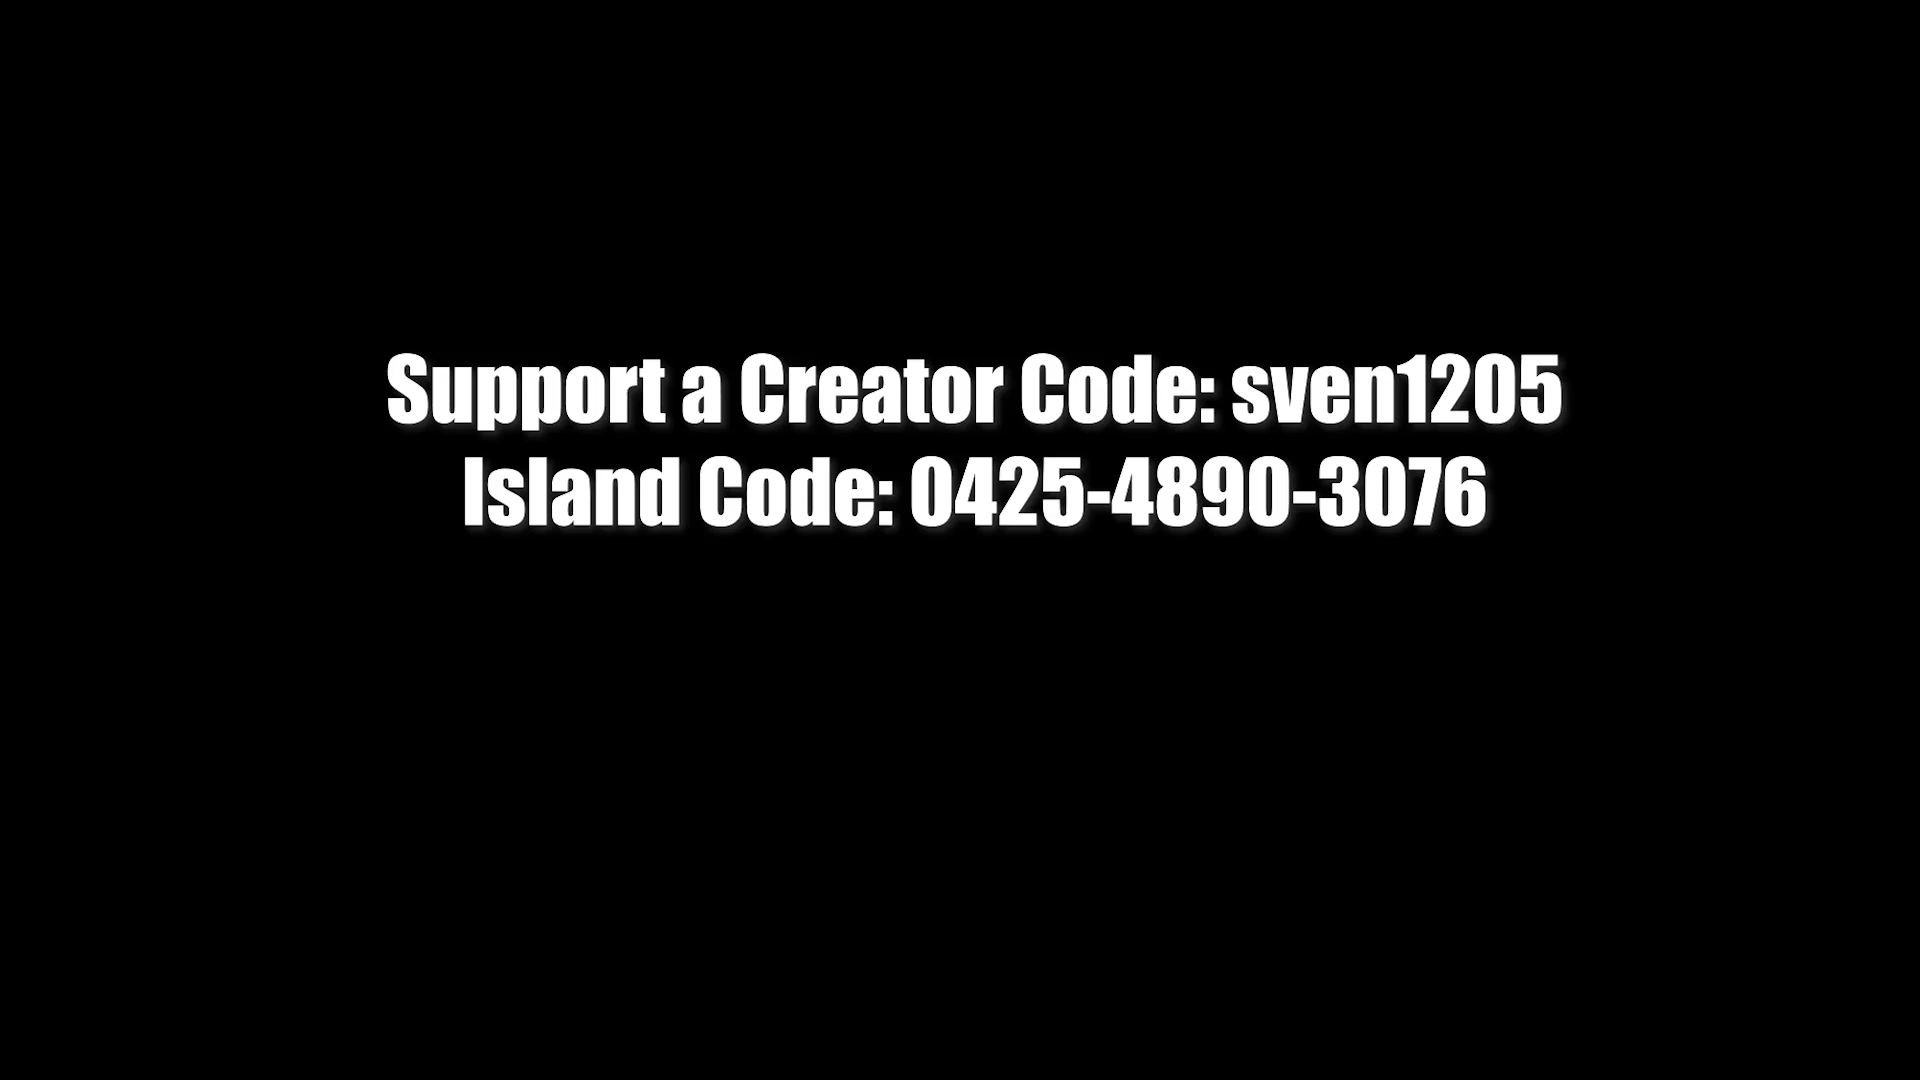 Support a Creator Code: sven1205
Island Code: 0425-4890-3076